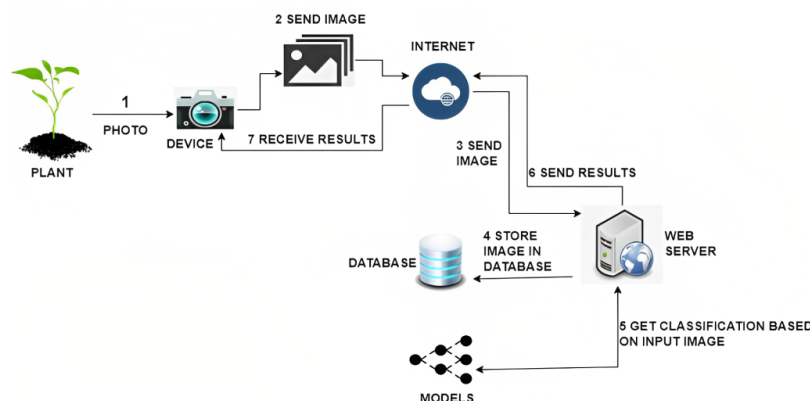 2 SEND IMAGE
INTERNET
1
PHOTO
DEVICE
7 RECEIVE RESULTS
PLANT
3 SEND
IMAGE
6 SEND RESULTS
4 STORE
IMAGE IN
DATABASE
DATABASE
WEB
SERVER
5 GET CLASSIFICATION BASED
ON INPUT IMAGE
MODELS